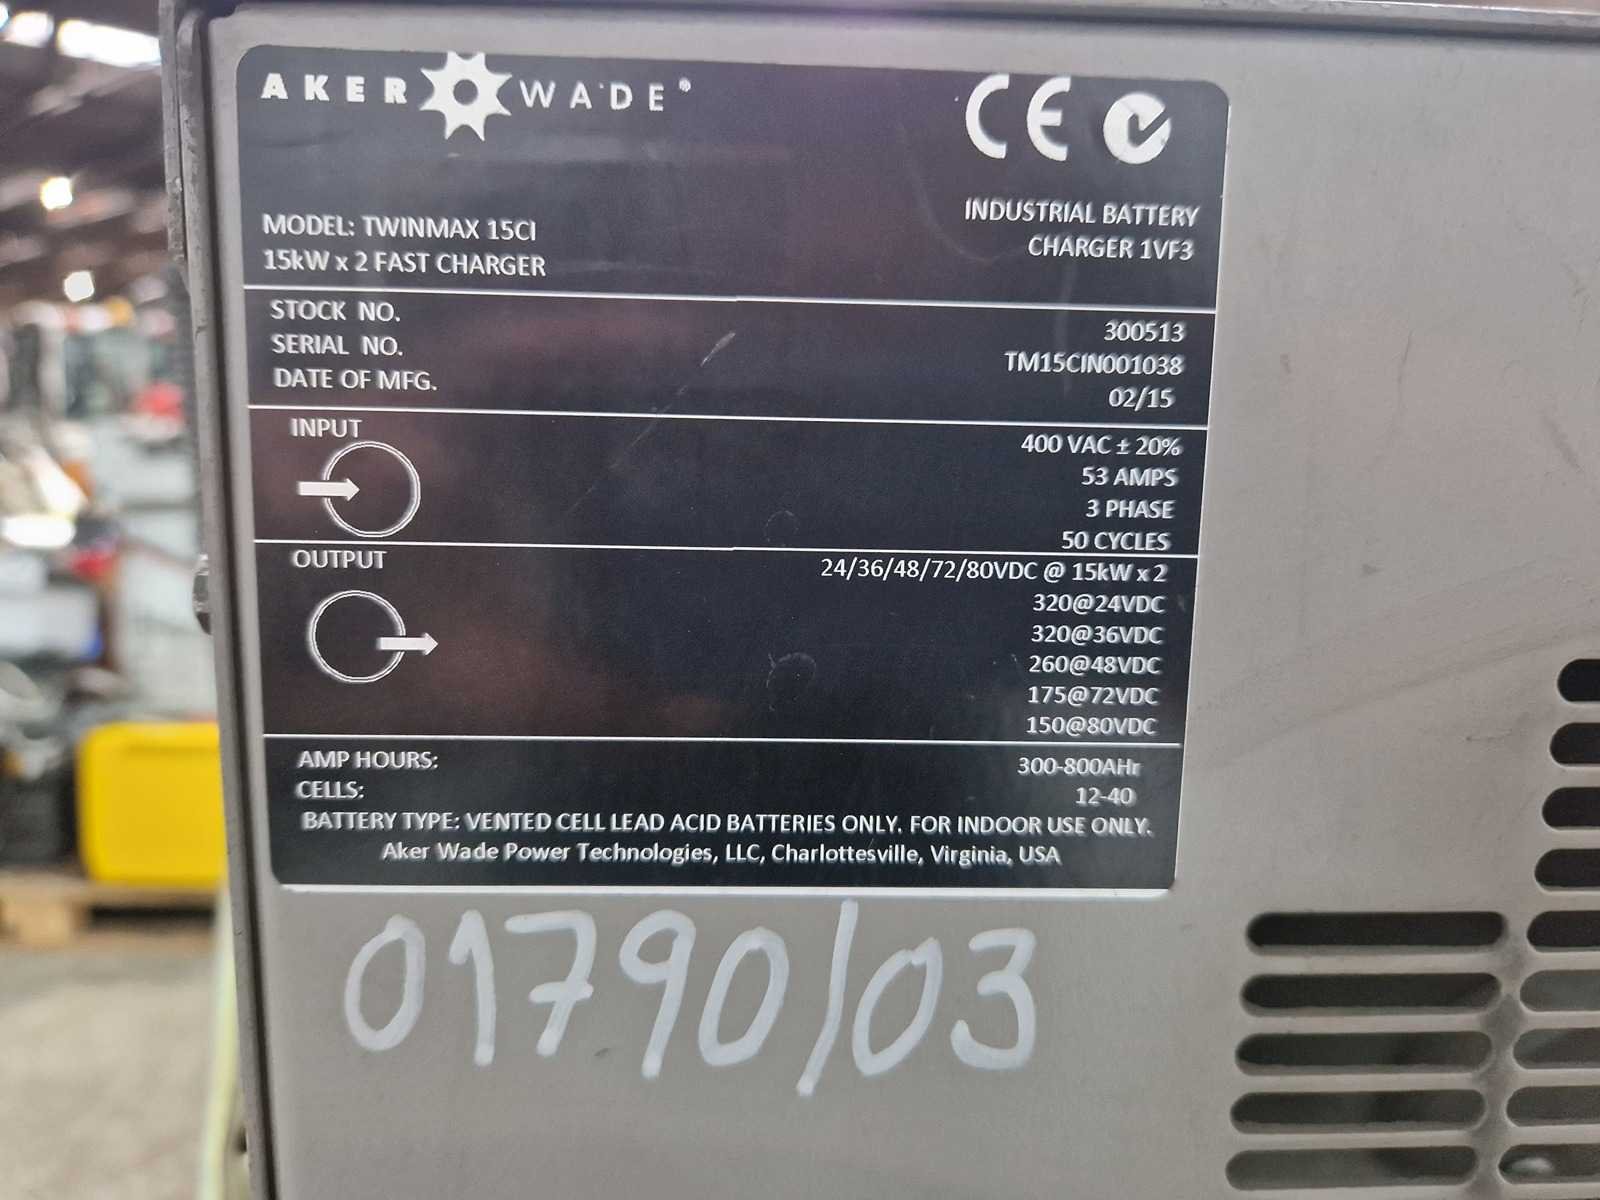 AKER WADE®
CE
MODEL: TWINMAX 15CI
15kW x 2 FAST CHARGER
INDUSTRIAL BATTERY
CHARGER 1VF3
STOCK NO. 300513
SERIAL NO. TM15CIN001038
DATE OF MFG. 02/15
INPUT
400 VAC ± 20%
53 AMPS
3 PHASE
50 CYCLES
OUTPUT
24/36/48/72/80VDC @ 15kW x 2
320@24VDC
320@36VDC
260@48VDC
175@72VDC
150@80VDC
AMP HOURS: 300-800AHr
CELLS: 12-40
BATTERY TYPE: VENTED CELL LEAD ACID BATTERIES ONLY. FOR INDOOR USE ONLY.
Aker Wade Power Technologies, LLC, Charlottesville, Virginia, USA
01790/03